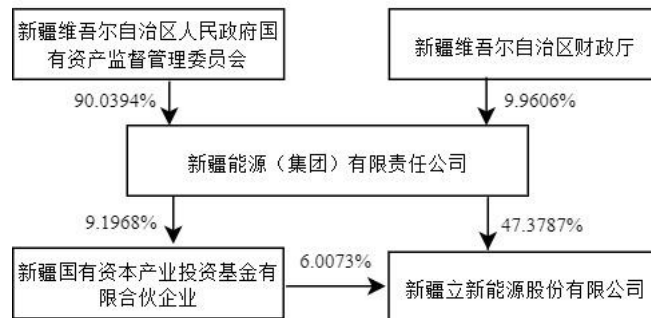 新疆维吾尔自治区人民政府国
有资产监督管理委员会
新疆维吾尔自治区财政厅
90.0394%
9.9606%
新疆能源（集团）有限责任公司
9.1968%
47.3787%
新疆国有资本产业投资基金有
限合伙企业
6.0073%
新疆立新能源股份有限公司